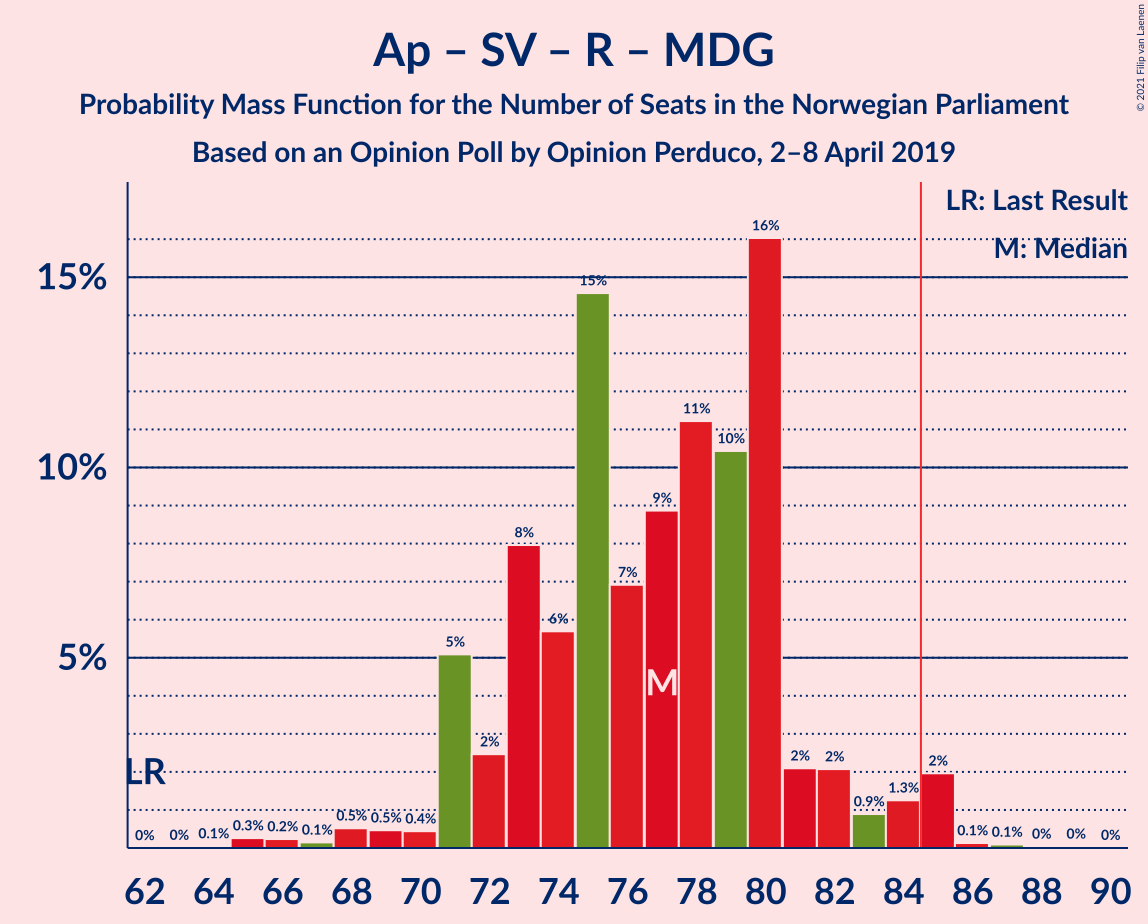 Ap – SV – R – MDG
Probability Mass Function for the Number of Seats in the Norwegian Parliament
Based on an Opinion Poll by Opinion Perduco, 2–8 April 2019
© 2021 Filip van Laenen
LR: Last Result
M: Median
15%
10%
5%
LR
M
0% 0% 0.1% 0.3% 0.2% 0.1% 0.5% 0.5% 0.4% 5% 2% 8% 6% 15% 7% 9% 11% 10% 16% 2% 2% 0.9% 1.3% 2% 0.1% 0.1% 0% 0% 0%
62 64 66 68 70 72 74 76 78 80 82 84 86 88 90